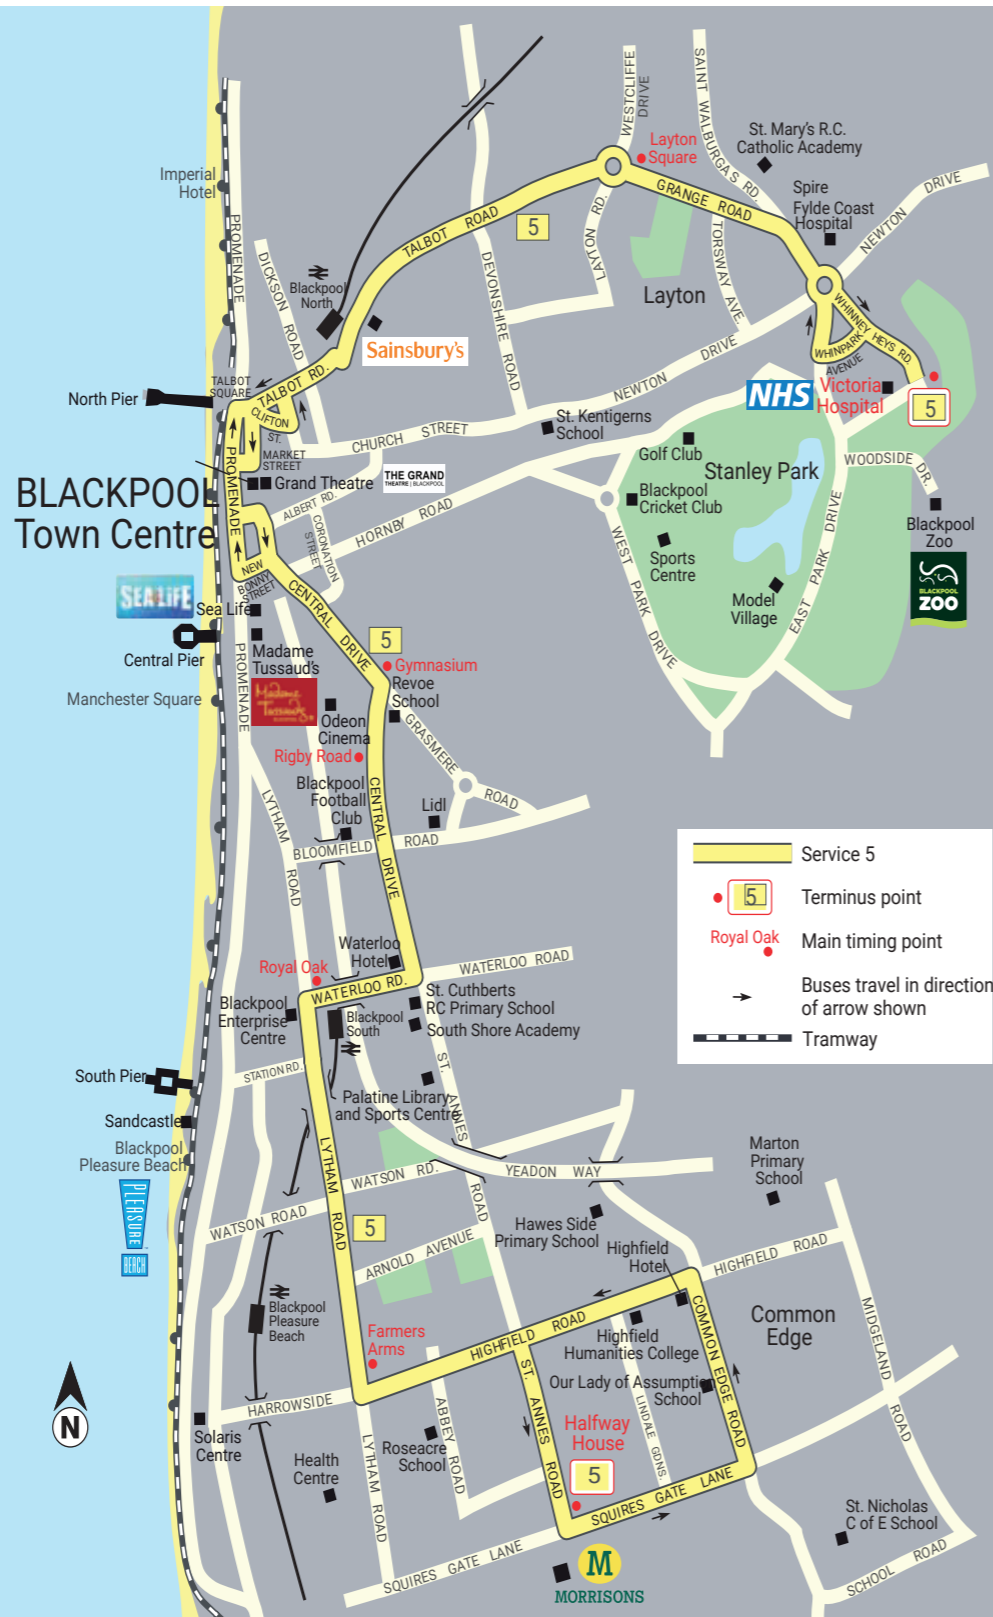 WESTCLIFFE
DRIVE
SAINT WALBURGAS RD.
St. Mary's R.C.
Catholic Academy
Layton
Square
Imperial
Hotel
PROMENADE
GRANGE ROAD
Spire
Fylde Coast
Hospital
NEWTON DRIVE
TALBOT ROAD
5
LAYTON RD.
TORSWAY AVE.
DICKSON ROAD
Blackpool
North
DEVONSHIRE ROAD
Layton
WHINNEY HEYS RD
WHINPARK
AVENUE
Sainsbury's
NEWTON DRIVE
TALBOT
SQUARE
TALBOT RD.
North Pier
CLIFTON
ST.
NHS
Victoria
Hospital
5
St. Kentigerns
School
CHURCH STREET
Golf Club
MARKET
STREET
Stanley Park
WOODSIDE DR.
PROMENADE
Grand Theatre
THE GRAND
THEATRE | BLACKPOOL
BLACKPOOL
Town Centre
ALBERT RD.
CORONATION
STREET
HORNBY ROAD
Blackpool
Cricket Club
Blackpool
Zoo
BLACKPOOL
ZOO
Sports
Centre
WEST PARK DRIVE
EAST PARK DRIVE
Model
Village
NEW
BONNY
STREET
SEA LIFE
Sea Life
CENTRAL DRIVE
5
Central Pier
Madame
Tussaud's
Gymnasium
Madame
Tussauds
PROMENADE
Manchester Square
Revoe
School
Odeon
Cinema
Rigby Road
GRASMERE
ROAD
Blackpool
Football
Club
Lidl
CENTRAL DRIVE
LYTHAM
ROAD
BLOOMFIELD ROAD
Service 5
5
Terminus point
Royal Oak
Main timing point
Buses travel in direction
of arrow shown
Tramway
Waterloo
Hotel
WATERLOO ROAD
Royal Oak
WATERLOO RD.
Blackpool
Enterprise
Centre
Blackpool
South
St. Cuthberts
RC Primary School
South Shore Academy
STATION RD.
South Pier
Palatine Library
and Sports Centre
ST. ANNES
ROAD
Sandcastle
Blackpool
Pleasure Beach
PLEASURE
BEACH
LYTHAM ROAD
WATSON RD.
YEADON WAY
Marton
Primary
School
WATSON ROAD
5
Hawes Side
Primary School
ARNOLD AVENUE
Highfield
Hotel
HIGHFIELD ROAD
Blackpool
Pleasure
Beach
Farmers
Arms
HIGHFIELD ROAD
Highfield
Humanities College
COMMON EDGE ROAD
Common
Edge
MIDGELAND
ROAD
Our Lady of Assumption
School
HARROWSIDE
ABBEY ROAD
ST. ANNES ROAD
LINDALE GDNS.
N
Solaris
Centre
Halfway
House
5
Roseacre
School
LYTHAM ROAD
Health
Centre
SQUIRES GATE LANE
St. Nicholas
C of E School
SQUIRES GATE LANE
M
MORRISONS
SCHOOL ROAD